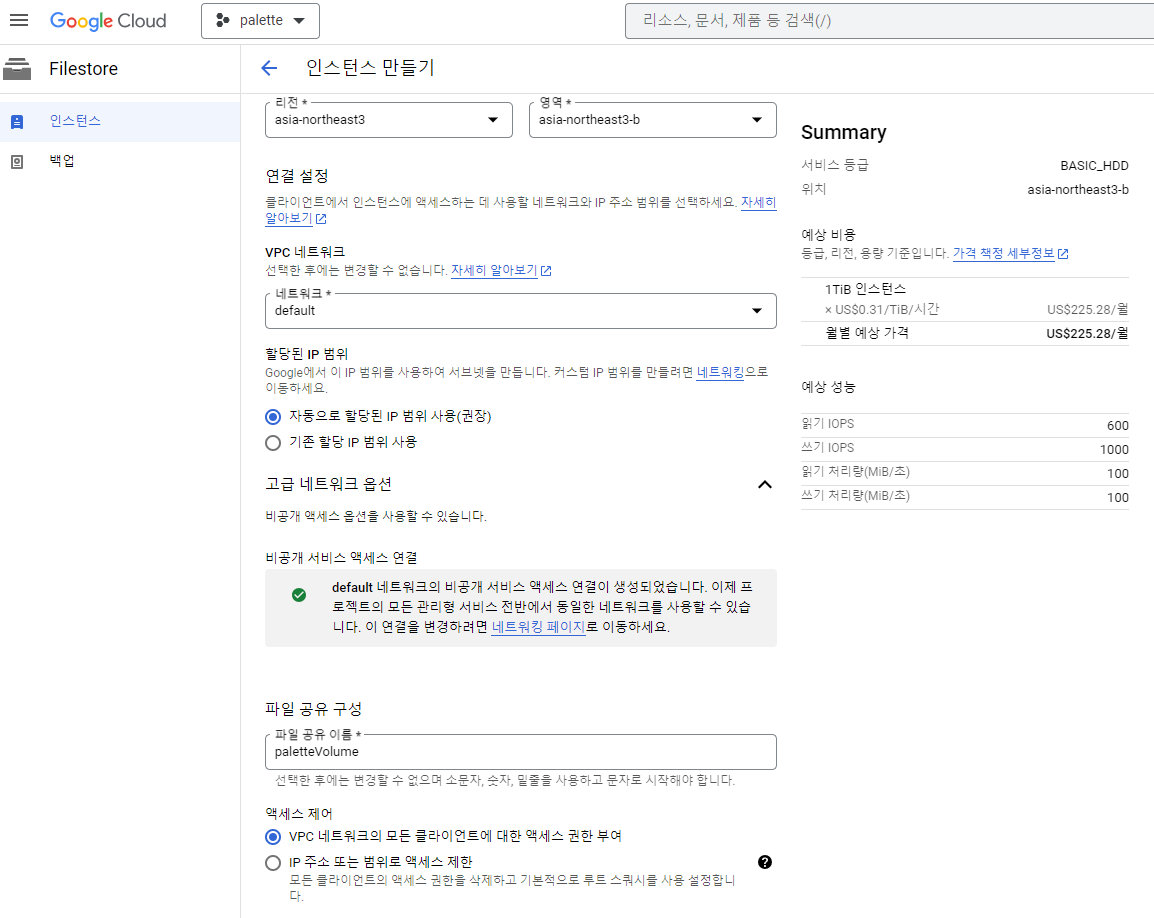 Google Cloud
palette
리소스, 문서, 제품 등 검색(/)
Filestore
인스턴스
백업
인스턴스 만들기
리전 *
asia-northeast3
영역 *
asia-northeast3-b
연결 설정
클라이언트에서 인스턴스에 액세스하는 데 사용할 네트워크와 IP 주소 범위를 선택하세요. 자세히
알아보기
VPC 네트워크
선택한 후에는 변경할 수 없습니다. 자세히 알아보기
네트워크 *
default
할당된 IP 범위
Google에서 이 IP 범위를 사용하여 서브넷을 만듭니다. 커스텀 IP 범위를 만들려면 네트워킹으로
이동하세요.
자동으로 할당된 IP 범위 사용(권장)
기존 할당 IP 범위 사용
고급 네트워크 옵션
비공개 액세스 옵션을 사용할 수 있습니다.
비공개 서비스 액세스 연결
default 네트워크의 비공개 서비스 액세스 연결이 생성되었습니다. 이제 프
로젝트의 모든 관리형 서비스 전반에서 동일한 네트워크를 사용할 수 있습
니다. 이 연결을 변경하려면 네트워킹 페이지로 이동하세요.
파일 공유 구성
파일 공유 이름 *
paletteVolume
선택한 후에는 변경할 수 없으며 소문자, 숫자, 밑줄을 사용하고 문자로 시작해야 합니다.
액세스 제어
VPC 네트워크의 모든 클라이언트에 대한 액세스 권한 부여
IP 주소 또는 범위로 액세스 제한
모든 클라이언트의 액세스 권한을 삭제하고 기본적으로 루트 스쿼시를 사용 설정합니
다.
Summary
서비스 등급 BASIC_HDD
위치 asia-northeast3-b
예상 비용
등급, 리전, 용량 기준입니다. 가격 책정 세부정보
1TiB 인스턴스
× US$0.31/TiB/시간 US$225.28/월
월별 예상 가격 US$225.28/월
예상 성능
읽기 IOPS 600
쓰기 IOPS 1000
읽기 처리량(MiB/초) 100
쓰기 처리량(MiB/초) 100